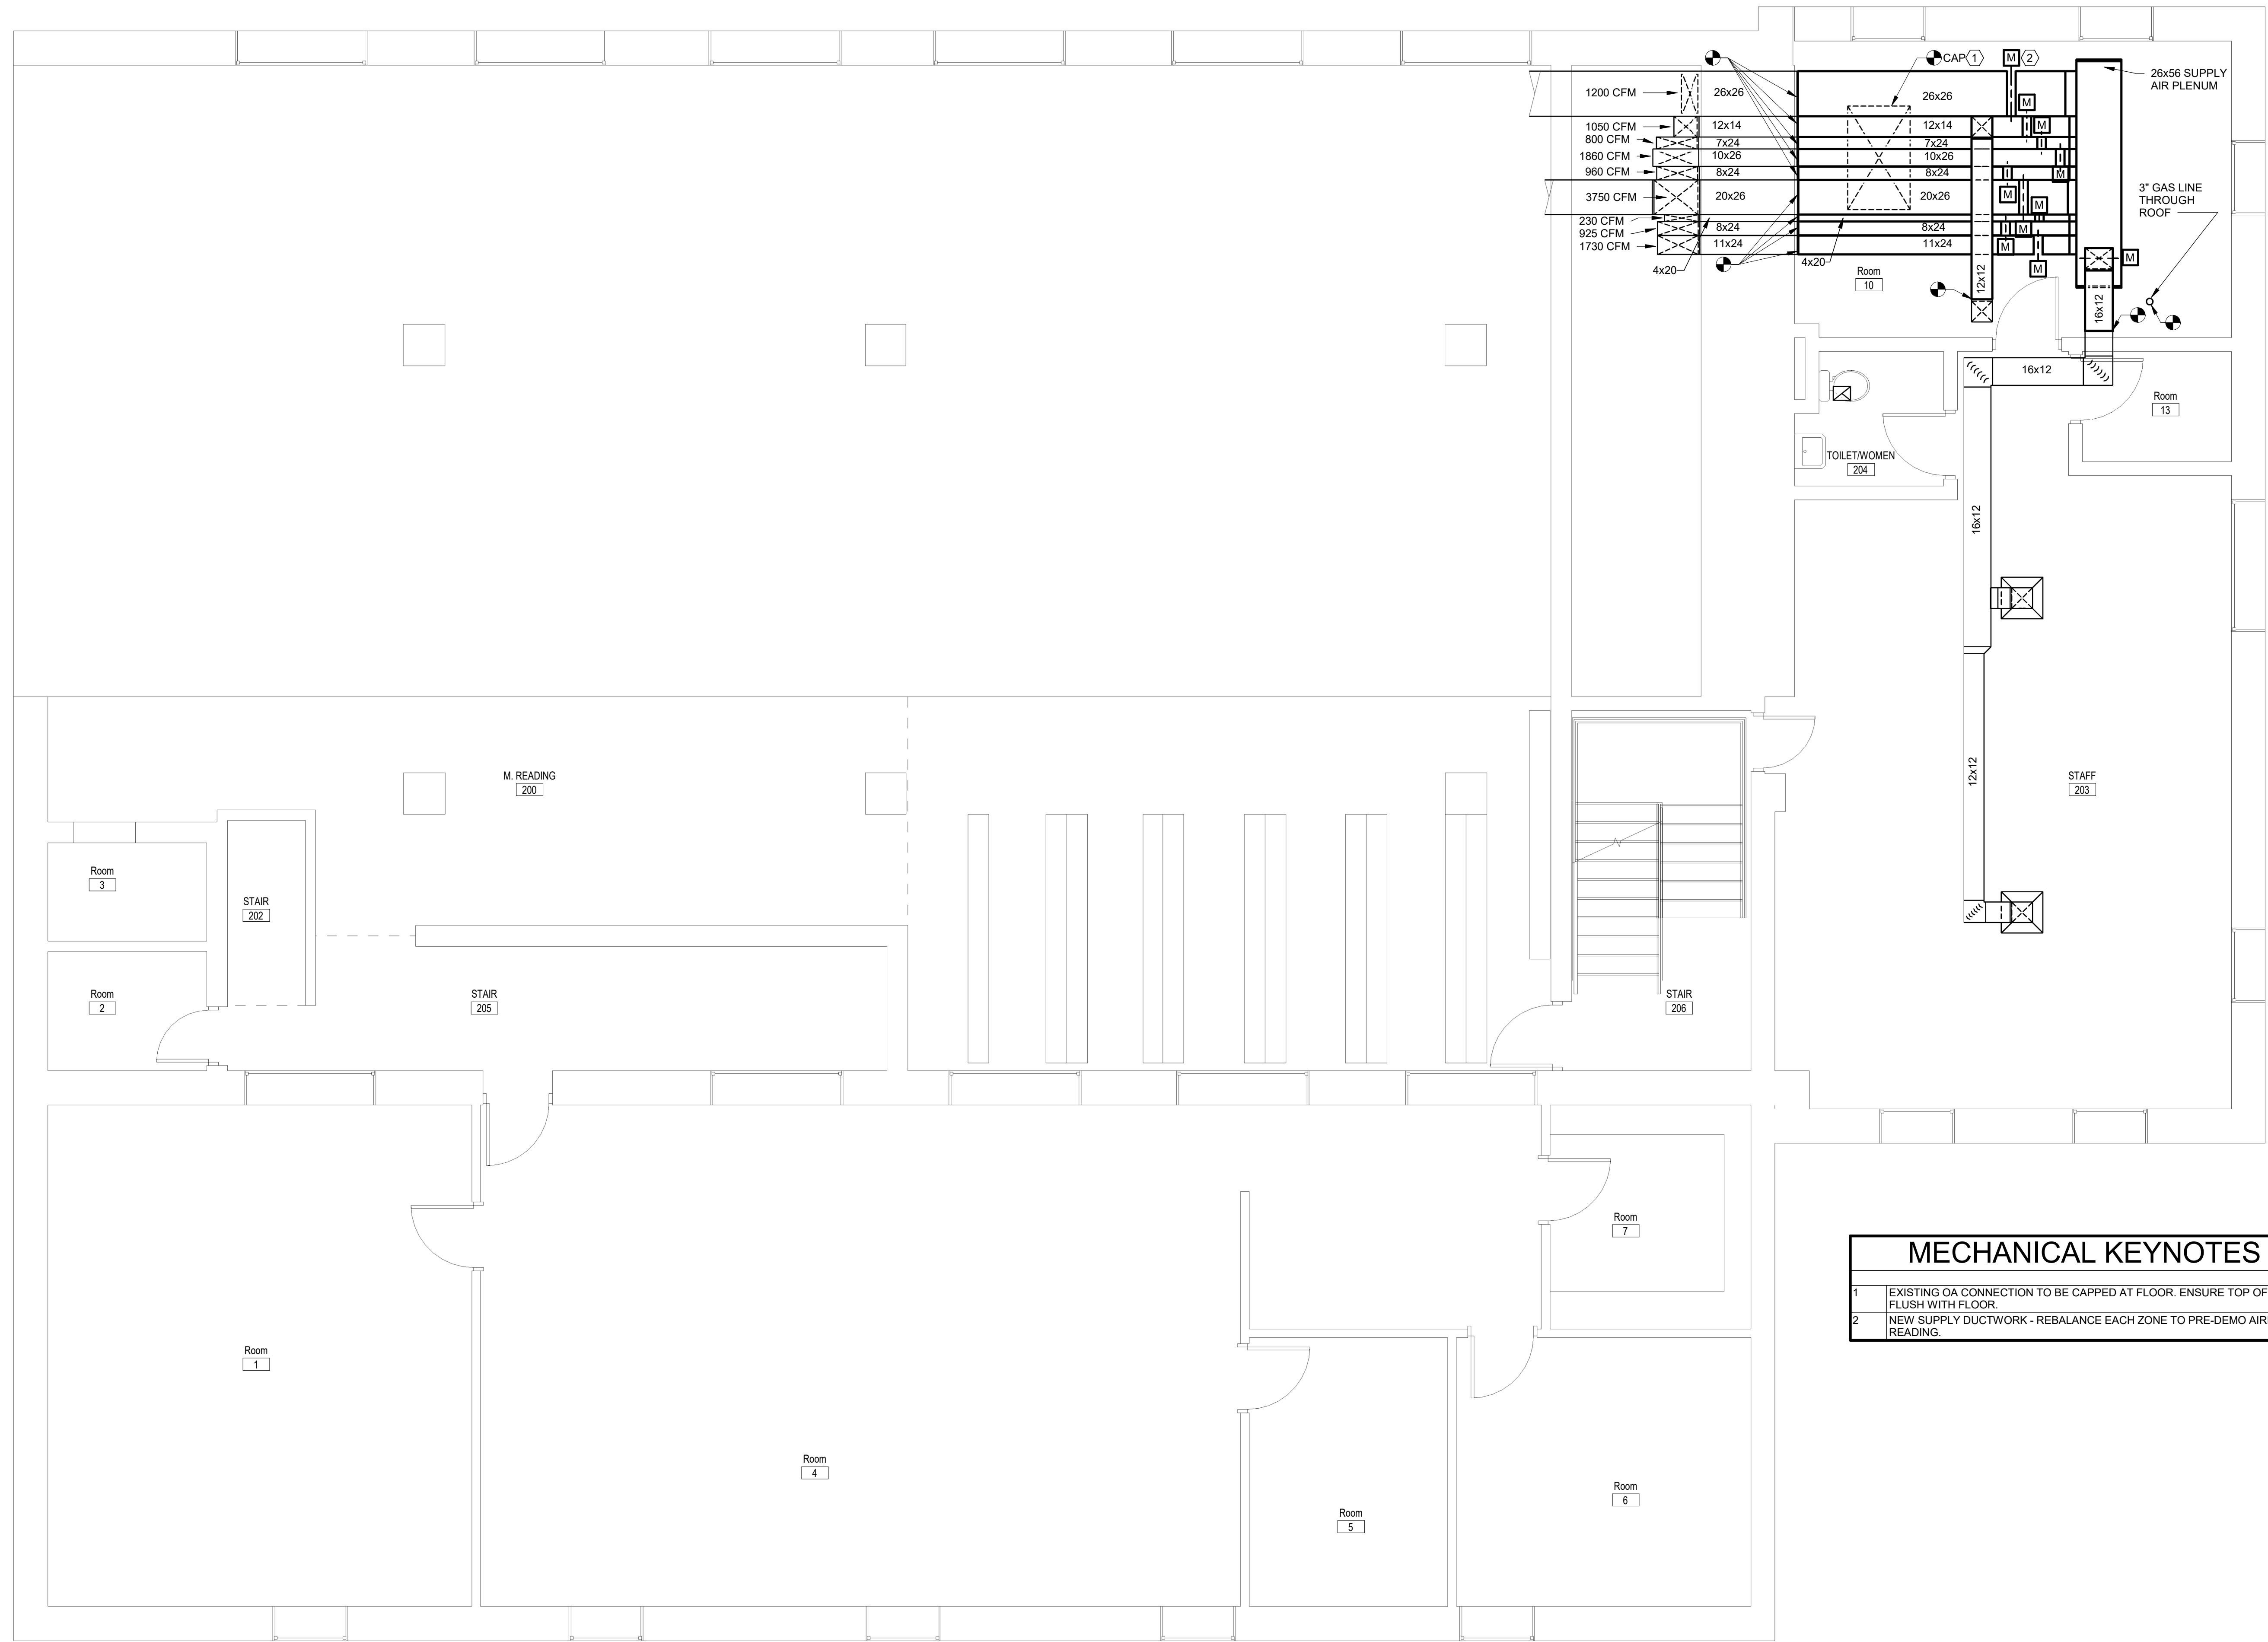 CAP 1
M 2
26x56 SUPPLY
AIR PLENUM
1200 CFM
26x26
26x26
M
1050 CFM
12x14
12x14
M
800 CFM
7x24
7x24
1860 CFM
10x26
10x26
960 CFM
8x24
8x24
M
3750 CFM
20x26
20x26
M
M
3" GAS LINE
THROUGH
ROOF
230 CFM
925 CFM
8x24
8x24
M
1730 CFM
11x24
11x24
M
4x20
4x20
M
M
Room
10
12x12
16x12
16x12
Room
13
TOILET/WOMEN
204
16x12
12x12
STAFF
203
M. READING
200
Room
3
STAIR
202
Room
2
STAIR
205
STAIR
206
Room
7
Room
1
Room
4
Room
5
Room
6
MECHANICAL KEYNOTES
1 EXISTING OA CONNECTION TO BE CAPPED AT FLOOR. ENSURE TOP OF
FLUSH WITH FLOOR.
2 NEW SUPPLY DUCTWORK - REBALANCE EACH ZONE TO PRE-DEMO AIR
READING.